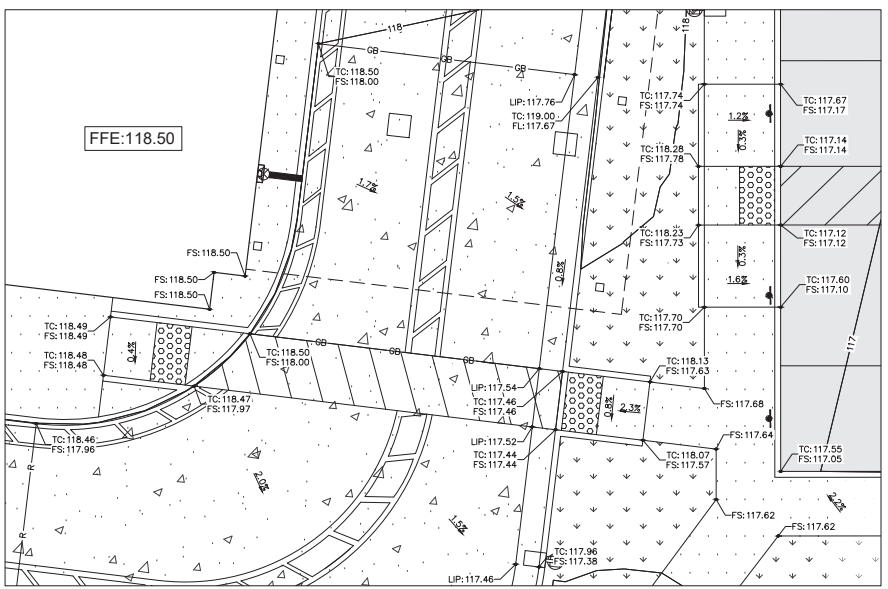 118
118
GB
GB
GB
TC:118.50
FS:118.00
LIP:117.76
TC:119.00
FL:117.67
TC:117.74
FS:117.74
TC:117.67
FS:117.17
1.2%
0.3%
FFE:118.50
TC:118.28
FS:117.78
TC:117.14
FS:117.14
1.7%
1.5%
TC:118.23
FS:117.73
TC:117.12
FS:117.12
FS:118.50
FS:118.50
FS:118.50
0.8%
0.3%
1.6%
TC:117.60
FS:117.10
TC:117.70
FS:117.70
TC:118.49
FS:118.49
TC:118.48
FS:118.48
0.4%
GB
GB
GB
TC:118.50
FS:118.00
117
LIP:117.54
TC:117.46
FS:117.46
TC:118.13
FS:117.63
0.8%
2.3%
FS:117.68
TC:118.47
FS:117.97
LIP:117.52
TC:117.44
FS:117.44
FS:117.64
TC:118.46
FS:117.96
TC:118.07
FS:117.57
TC:117.55
FS:117.05
R
R
2.0%
1.5%
2.2%
FS:117.62
FS:117.62
TC:117.96
FS:117.38
LIP:117.46